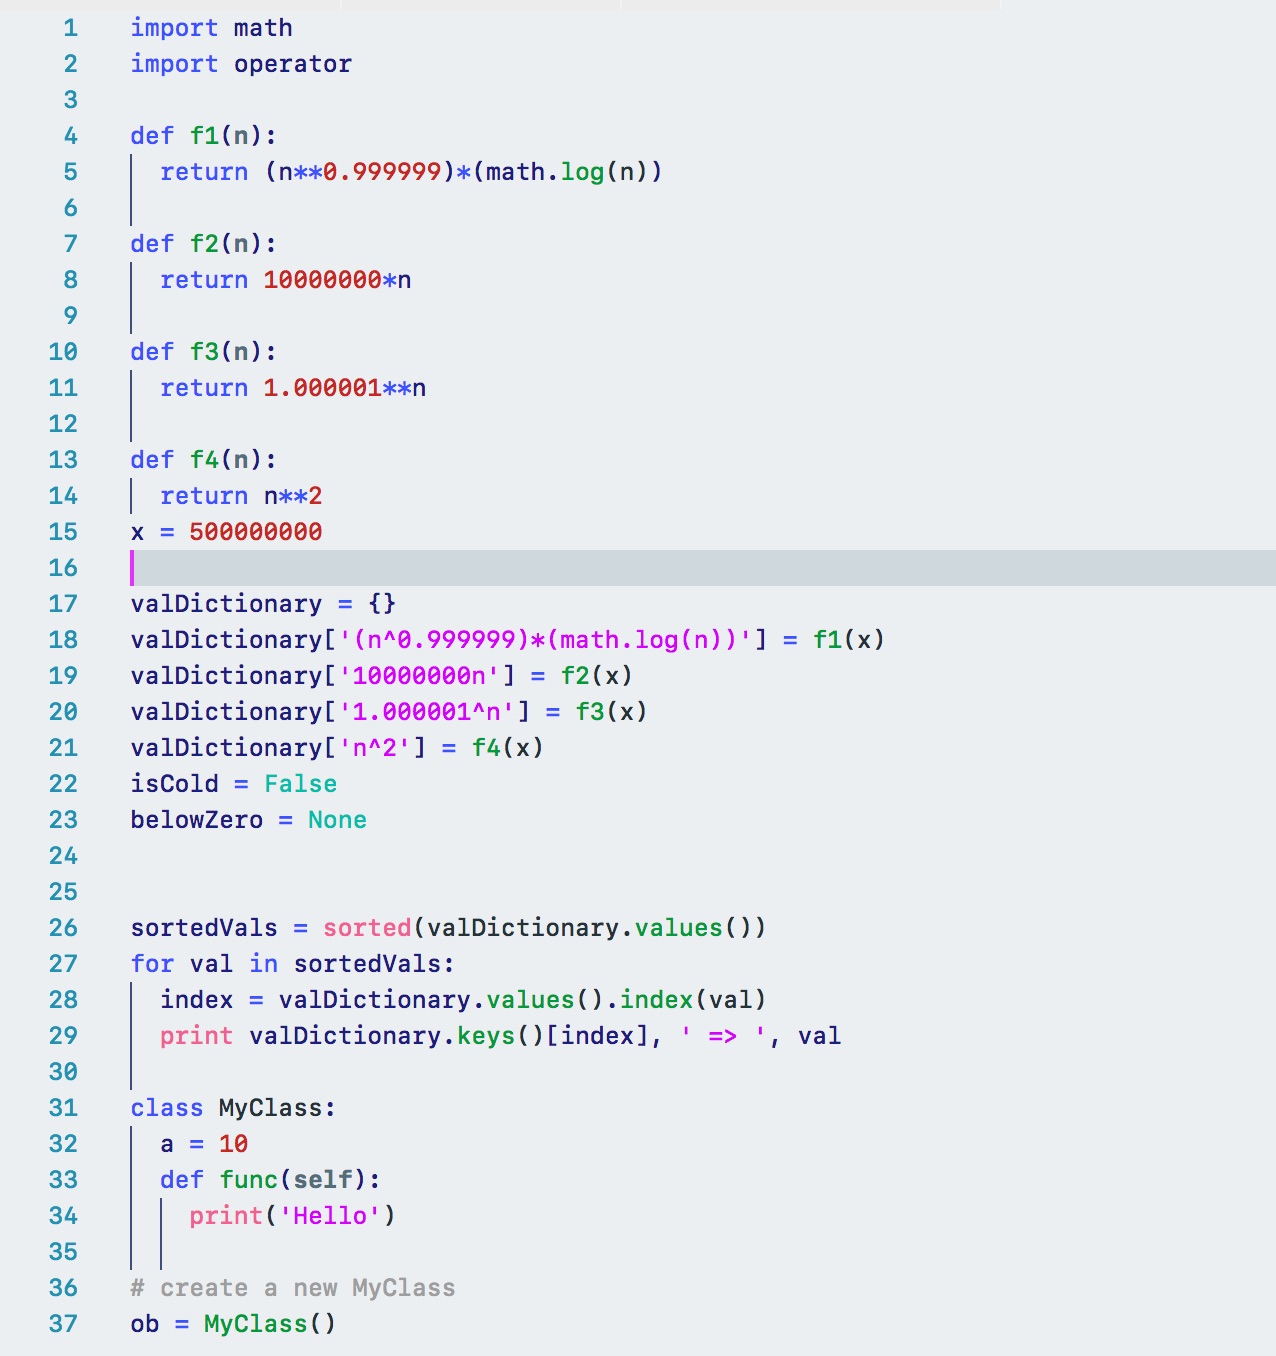 1 import math
2 import operator
3
4 def f1(n):
5   return (n**0.999999)*(math.log(n))
6
7 def f2(n):
8   return 10000000*n
9
10 def f3(n):
11   return 1.000001**n
12
13 def f4(n):
14   return n**2
15 x = 500000000
16
17 valDictionary = {}
18 valDictionary['(n^0.999999)*(math.log(n))'] = f1(x)
19 valDictionary['10000000n'] = f2(x)
20 valDictionary['1.000001^n'] = f3(x)
21 valDictionary['n^2'] = f4(x)
22 isCold = False
23 belowZero = None
24
25
26 sortedVals = sorted(valDictionary.values())
27 for val in sortedVals:
28   index = valDictionary.values().index(val)
29   print valDictionary.keys()[index], ' => ', val
30
31 class MyClass:
32   a = 10
33   def func(self):
34     print('Hello')
35
36 # create a new MyClass
37 ob = MyClass()